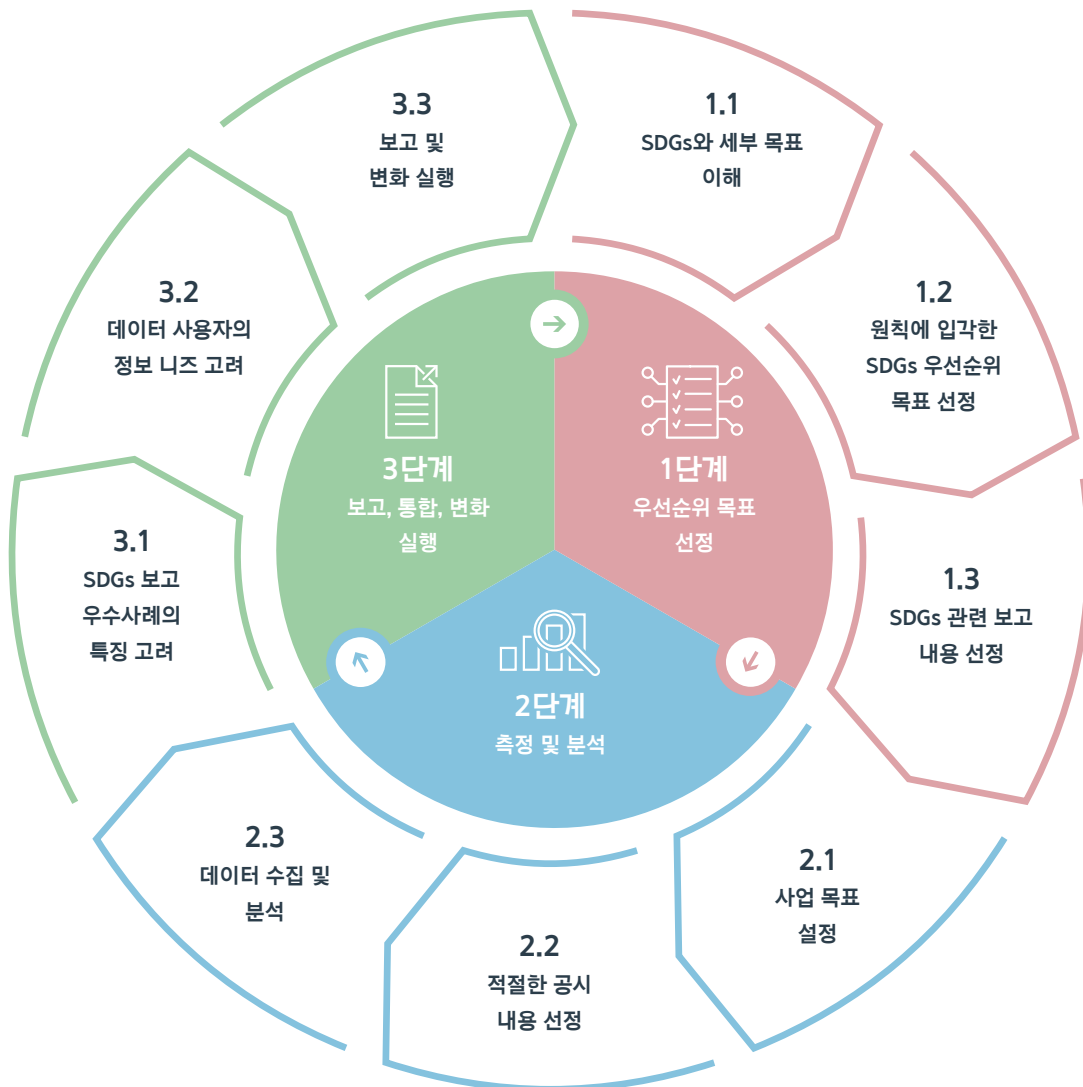 1.1
SDGs와 세부 목표
이해
1.2
원칙에 입각한
SDGs 우선순위
목표 선정
1.3
SDGs 관련 보고
내용 선정
2.1
사업 목표
설정
2.2
적절한 공시
내용 선정
2.3
데이터 수집 및
분석
3.1
SDGs 보고
우수사례의
특징 고려
3.2
데이터 사용자의
정보 니즈 고려
3.3
보고 및
변화 실행
1단계
우선순위 목표
선정
2단계
측정 및 분석
3단계
보고, 통합, 변화
실행